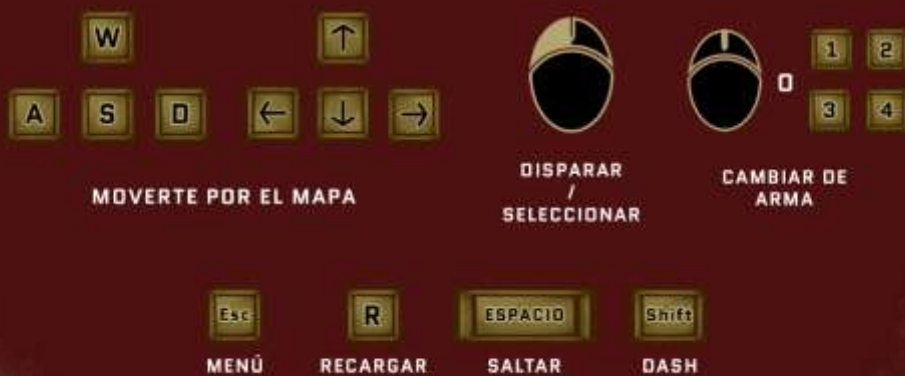 W
A S D
↑
← ↓ →
MOVERTE POR EL MAPA
DISPARAR
/
SELECCIONAR
O
1 2
3 4
CAMBIAR DE
ARMA
Esc
MENÚ
R
RECARGAR
ESPACIO
SALTAR
Shift
DASH